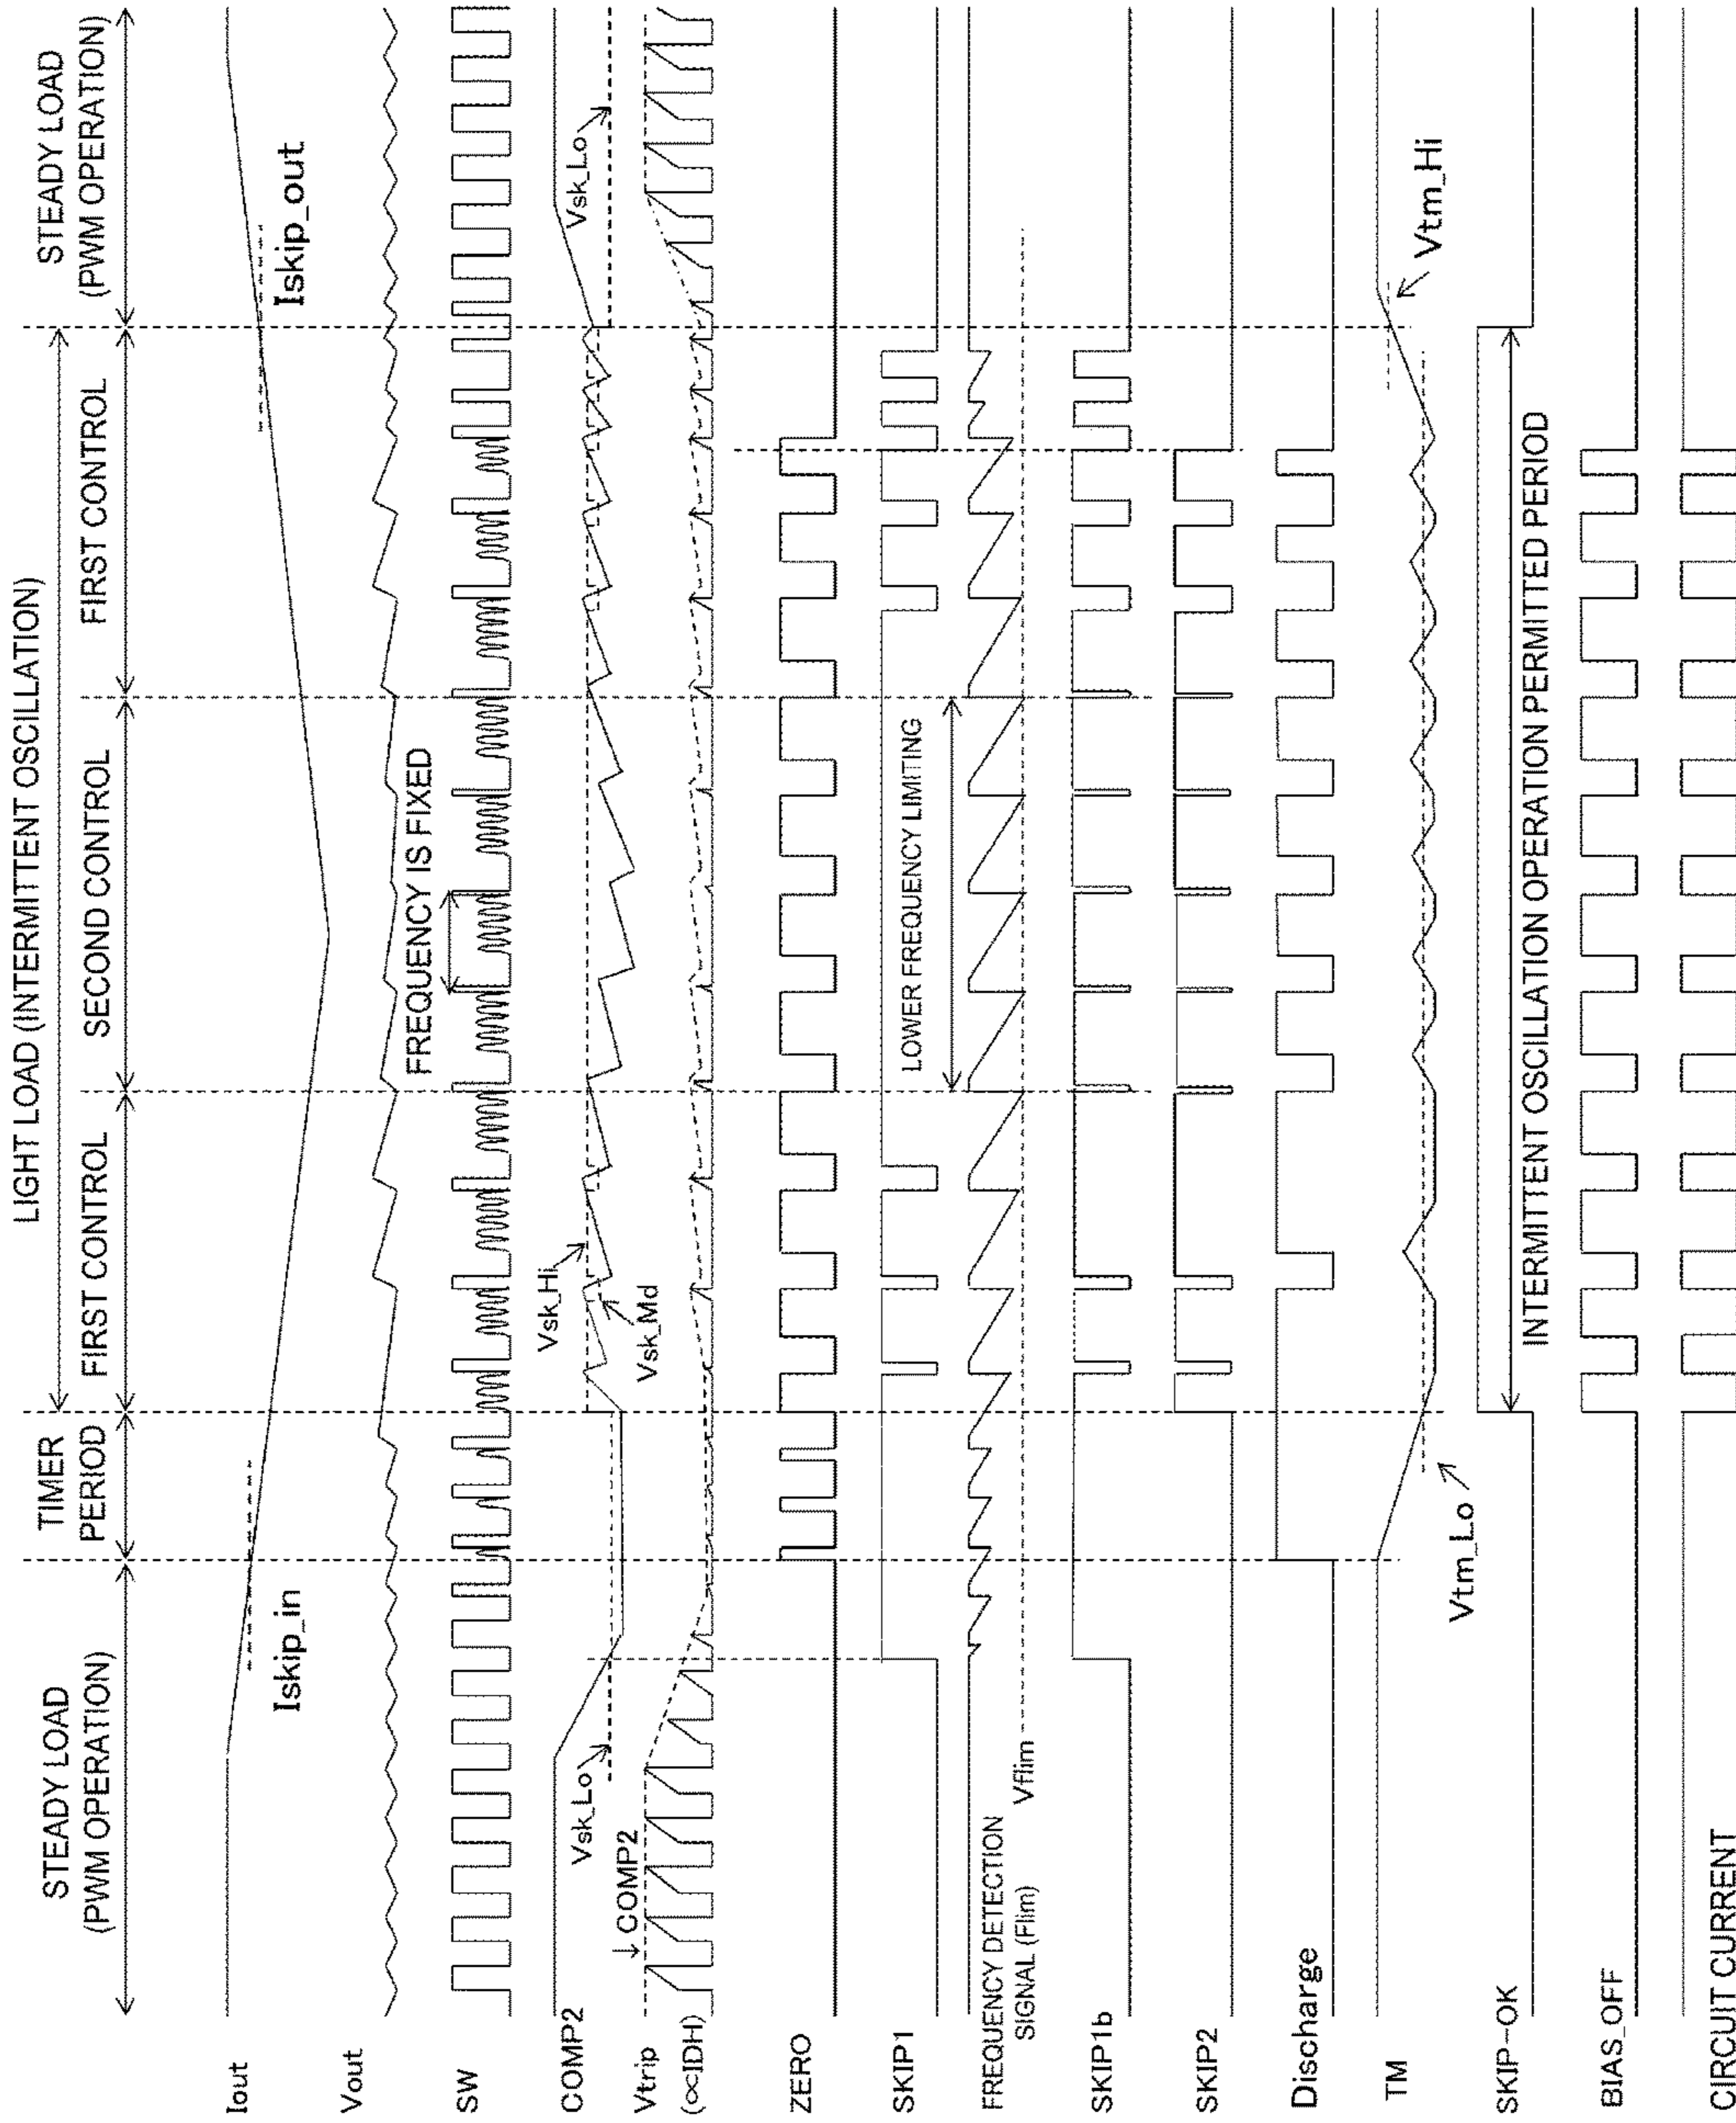 LIGHT LOAD (INTERMITTENT OSCILLATION)
STEADY LOAD
(PWM OPERATION)
TIMER
PERIOD
FIRST CONTROL
SECOND CONTROL
FIRST CONTROL
STEADY LOAD
(PWM OPERATION)
Iout
Iskip_in
Iskip_out
Vout
FREQUENCY IS FIXED
SW
COMP2
Vsk_Lo
Vsk_Hi
Vsk_Md
Vsk_Lo
Vtrip
(∝IDH)
↓ COMP2
ZERO
SKIP1
LOWER FREQUENCY LIMITING
FREQUENCY DETECTION
SIGNAL (Flim)
Vflim
SKIP1b
SKIP2
Discharge
TM
Vtm_Lo
Vtm_Hi
SKIP-OK
INTERMITTENT OSCILLATION OPERATION PERMITTED PERIOD
BIAS_OFF
CIRCUIT CURRENT